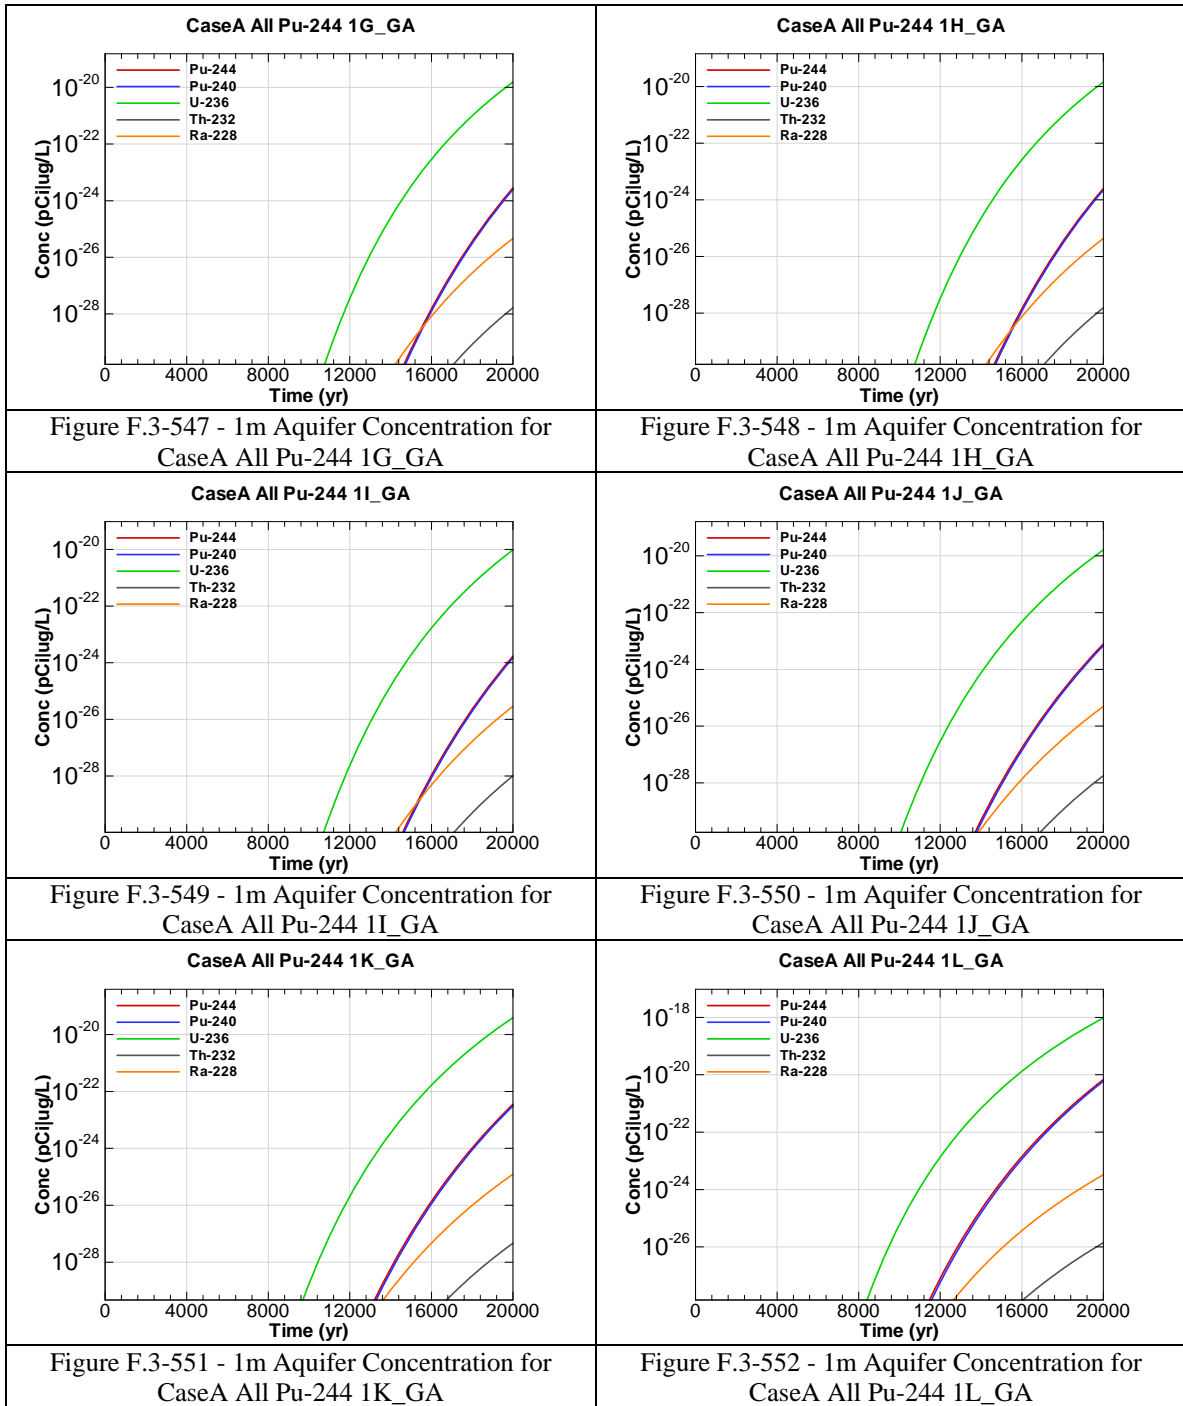 CaseA All Pu-244 1G_GA
Conc (pCi|ug/L)
10-20
10-22
10-24
10-26
10-28
Pu-244
Pu-240
U-236
Th-232
Ra-228
0 4000 8000 12000 16000 20000
Time (yr)
Figure F.3-547 - 1m Aquifer Concentration for
CaseA All Pu-244 1G_GA
CaseA All Pu-244 1H_GA
Conc (pCi|ug/L)
10-20
10-22
10-24
10-26
10-28
Pu-244
Pu-240
U-236
Th-232
Ra-228
0 4000 8000 12000 16000 20000
Time (yr)
Figure F.3-548 - 1m Aquifer Concentration for
CaseA All Pu-244 1H_GA
CaseA All Pu-244 1I_GA
Conc (pCi|ug/L)
10-20
10-22
10-24
10-26
10-28
Pu-244
Pu-240
U-236
Th-232
Ra-228
0 4000 8000 12000 16000 20000
Time (yr)
Figure F.3-549 - 1m Aquifer Concentration for
CaseA All Pu-244 1I_GA
CaseA All Pu-244 1J_GA
Conc (pCi|ug/L)
10-20
10-22
10-24
10-26
10-28
Pu-244
Pu-240
U-236
Th-232
Ra-228
0 4000 8000 12000 16000 20000
Time (yr)
Figure F.3-550 - 1m Aquifer Concentration for
CaseA All Pu-244 1J_GA
CaseA All Pu-244 1K_GA
Conc (pCi|ug/L)
10-20
10-22
10-24
10-26
10-28
Pu-244
Pu-240
U-236
Th-232
Ra-228
0 4000 8000 12000 16000 20000
Time (yr)
Figure F.3-551 - 1m Aquifer Concentration for
CaseA All Pu-244 1K_GA
CaseA All Pu-244 1L_GA
Conc (pCi|ug/L)
10-18
10-20
10-22
10-24
10-26
Pu-244
Pu-240
U-236
Th-232
Ra-228
0 4000 8000 12000 16000 20000
Time (yr)
Figure F.3-552 - 1m Aquifer Concentration for
CaseA All Pu-244 1L_GA